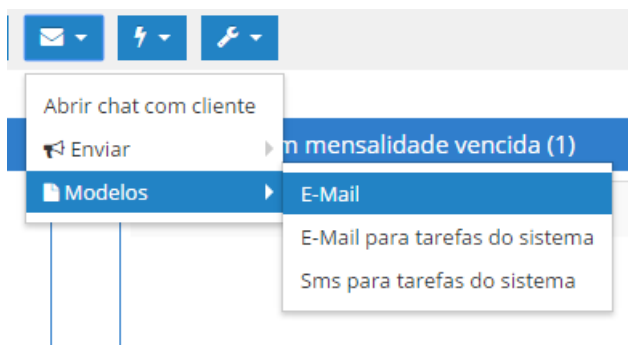 Abrir chat com cliente
Enviar
m mensalidade vencida (1)
Modelos
E-Mail
E-Mail para tarefas do sistema
Sms para tarefas do sistema